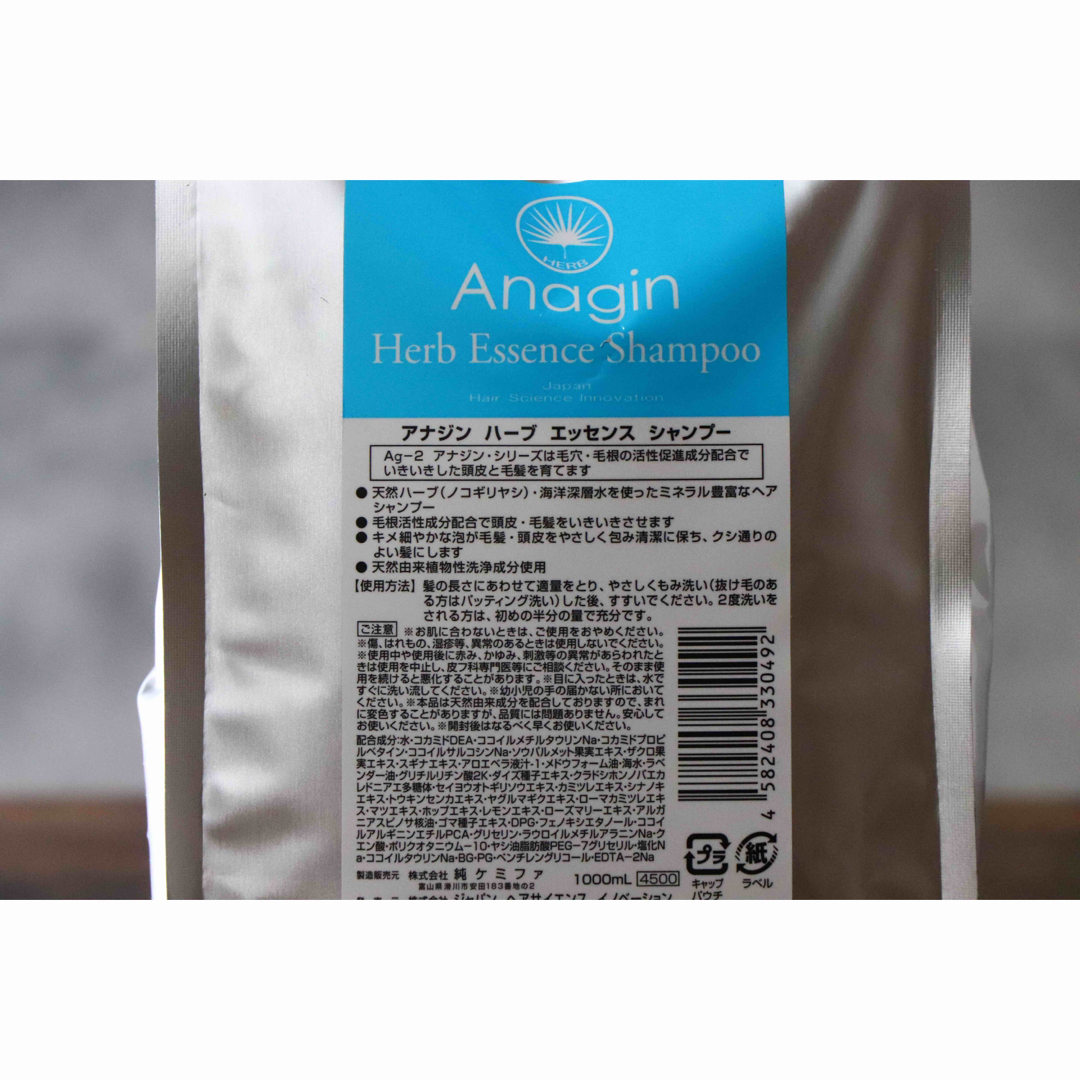 HERB
Anagin
Herb Essence Shampoo
Japan
Hair Science Innovation
アナジン ハーブ エッセンス シャンプー
Ag-2 アナジン・シリーズは毛穴・毛根の活性促進成分配合で
いきいきした頭皮と毛髪を育てます
●天然ハーブ(ノコギリヤシ)・海洋深層水を使ったミネラル豊富なヘア
シャンプー
●毛根活性成分配合で頭皮・毛髪をいきいきさせます
●キメ細やかな泡が毛髪・頭皮をやさしく包み清潔に保ち、クシ通りの
よい髪にします
●天然由来植物性洗浄成分使用
【使用方法】髪の長さにあわせて適量をとり、やさしくもみ洗い(抜け毛のあ
る方はパッティング洗い)した後、すすいでください。2度洗いを
される方は、初めの半分の量で充分です。
ご注意 ※お肌に合わないときは、ご使用をおやめください。
※傷、はれもの、湿疹等、異常のあるときは使用しないでください。
※使用中や使用後に赤み、かゆみ、刺激等の異常があらわれたと
きは使用を中止し、皮フ科専門医等にご相談ください。そのまま使
用を続けると悪化することがあります。※目に入ったときは、水で
すぐに洗い流してください。※幼小児の手の届かない所において
ください。※本品は天然由来成分を配合しておりますので、まれ
に変色することがありますが、品質には問題ありません。安心して
お使いください。※開封後はなるべく早くお使いください。
配合成分:水・コカミドDEA・ココイルメチルタウリンNa・コカミドプロピ
ルベタイン・ココイルサルコシンNa・ソウパルメット果実エキス・ザクロ果
実エキス・スギナエキス・アロエベラ液汁-1・メドウフォーム油・海水・ラベ
ンダー油・グリチルリチン酸2K・ダイズ種子エキス・クラドシホンノバエカ
レドニアエ多糖体・セイヨウオトギリソウエキス・カミツレエキス・シナノキ
エキス・トウキンセンカエキス・ヤグルマギクエキス・ローマカミツレエキ
ス・マツエキス・ホップエキス・レモンエキス・ローズマリーエキス・アルガ
ニアスピノサ核油・ゴマ種子エキス・DPG・フェノキシエタノール・ココイ
ルアルギニンエチルPCA・グリセリン・ラウロイルメチルアラニンNa・ク
エン酸・ポリクオタニウム-10・ヤシ油脂肪酸PEG-7グリセリル・塩化N
a・ココイルタウリンNa・BG・PG・ペンチレングリコール・EDTA-2Na
製造販売元 株式会社 純ケミファ
富山県滑川市安田183番地の2
1000mL 4500
4 582408 330492
プラ
キャップ
パウチ
紙
ラベル
株式会社 ジャパン ヘアサイエンス イノベーション